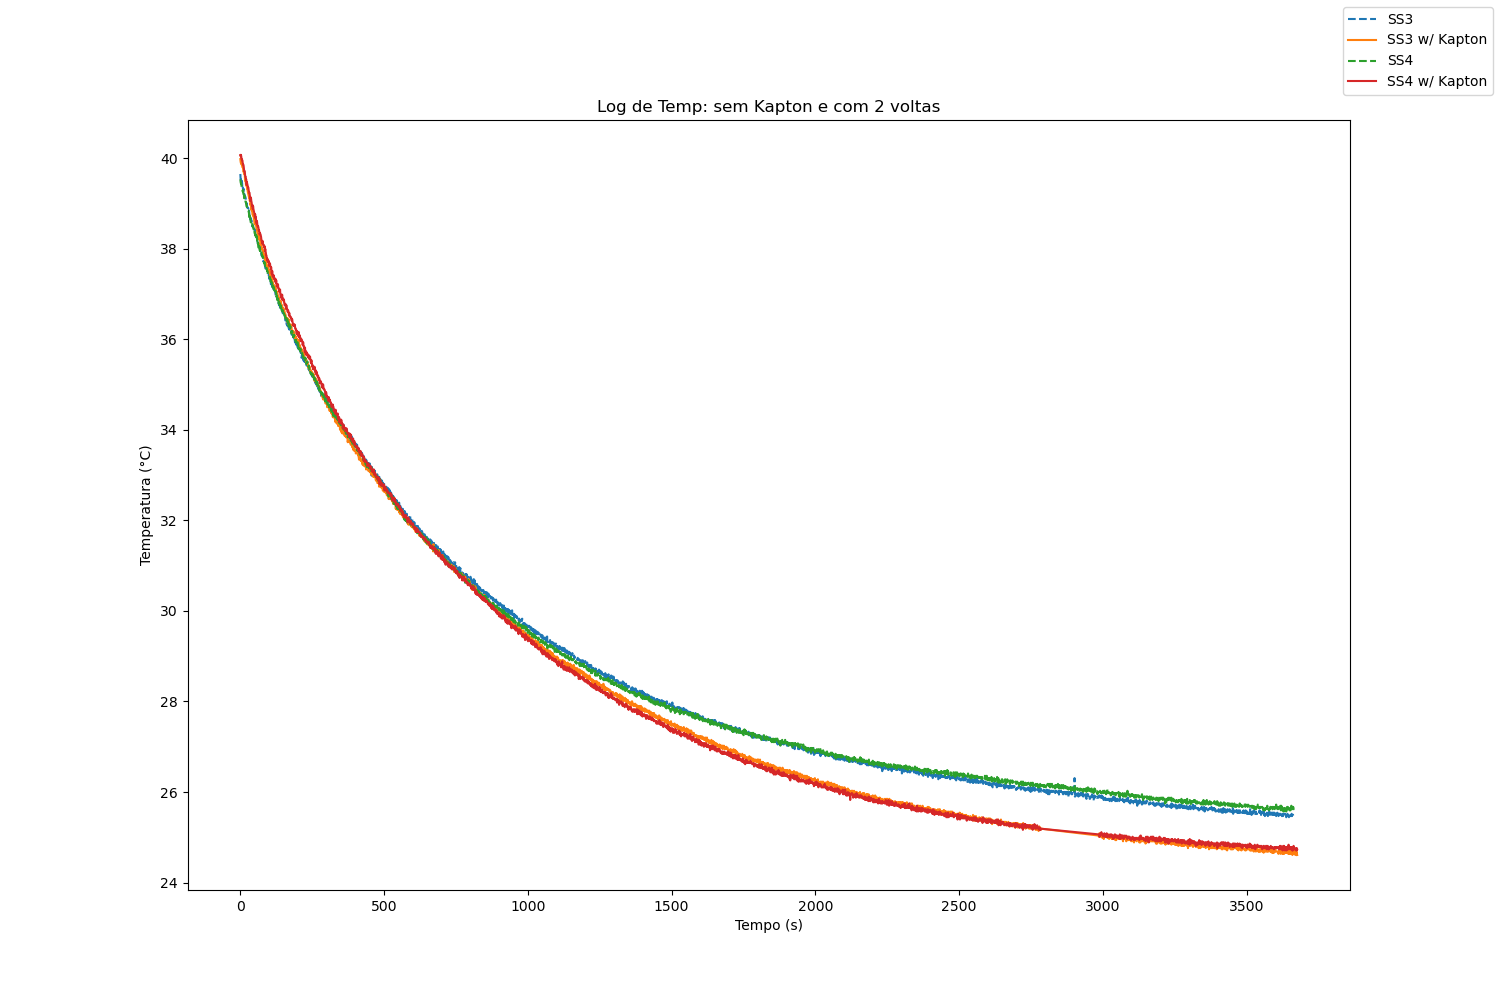 SS3
SS3 w/ Kapton
SS4
SS4 w/ Kapton
Log de Temp: sem Kapton e com 2 voltas
40
38
36
34
32
30
28
26
24
Temperatura (°C)
0 500 1000 1500 2000 2500 3000 3500
Tempo (s)